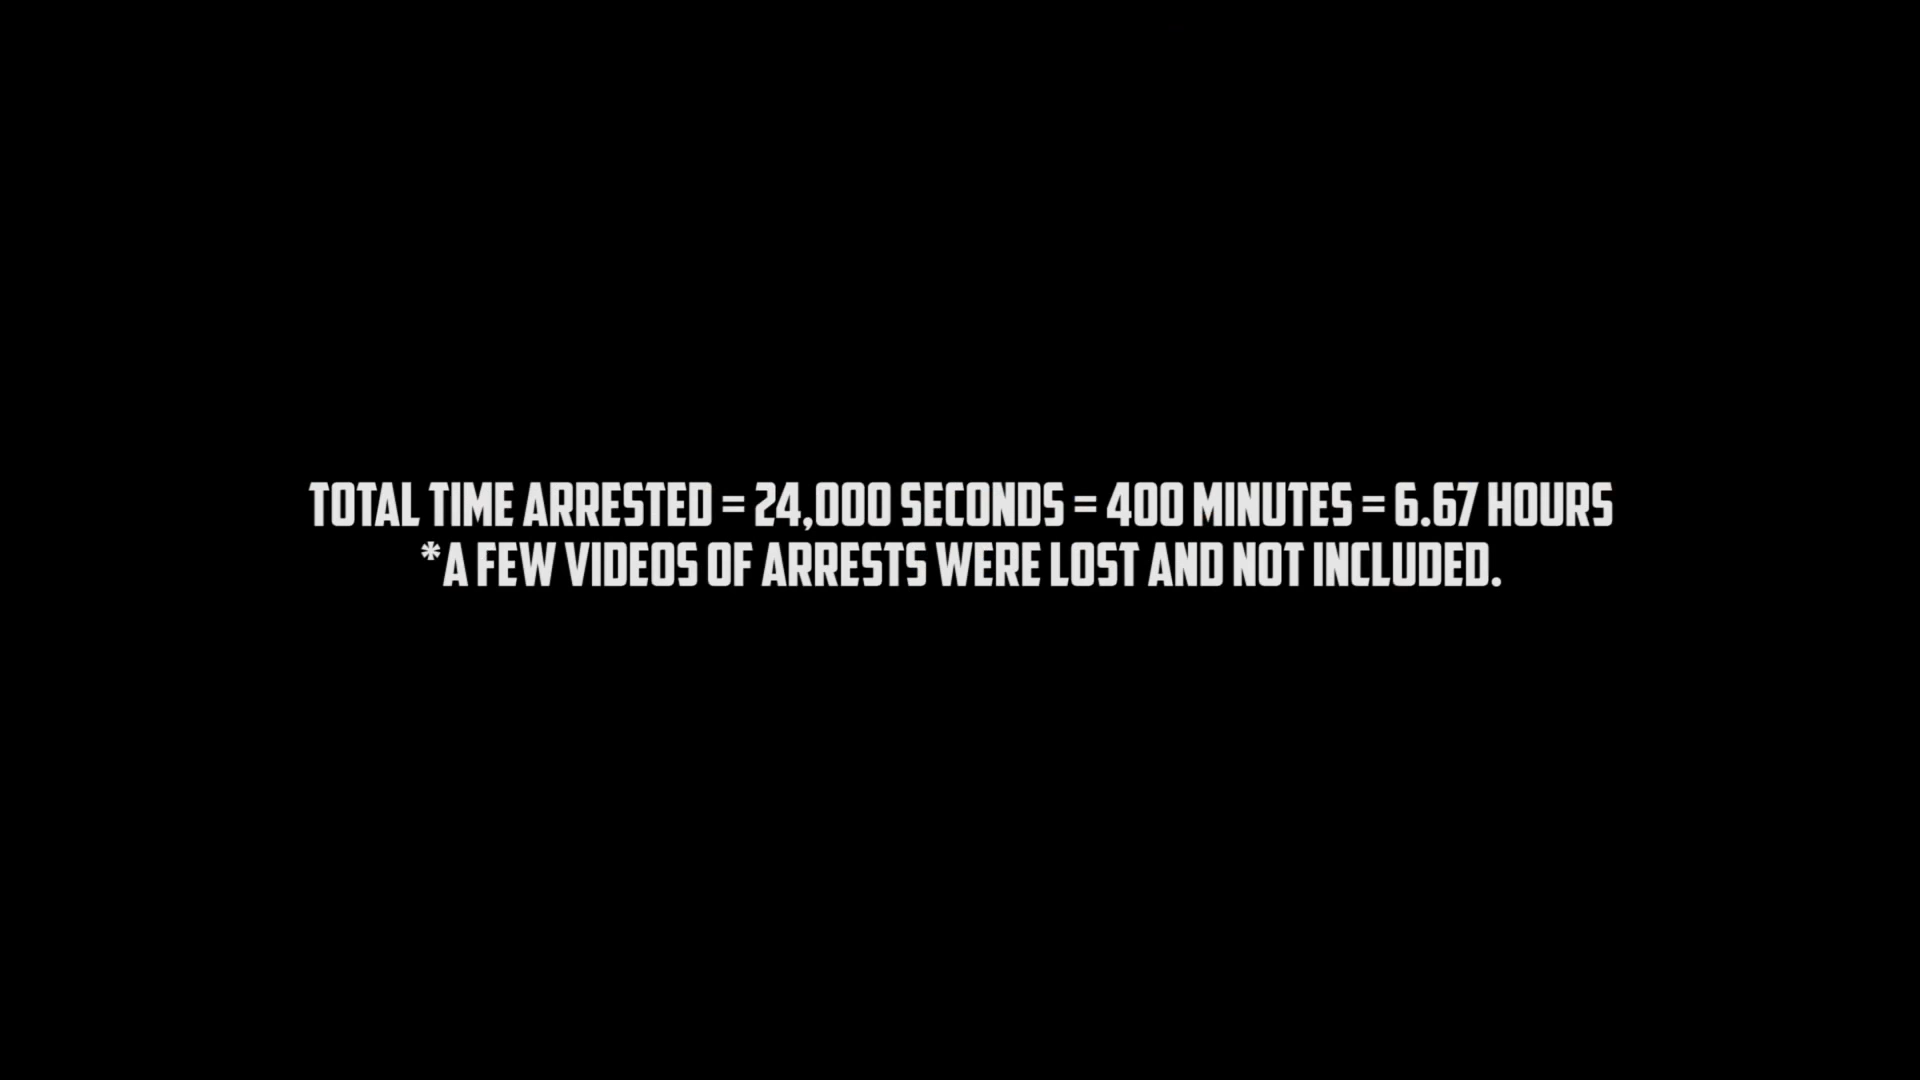 TOTAL TIME ARRESTED = 24,000 SECONDS = 400 MINUTES = 6.67 HOURS
*A FEW VIDEOS OF ARRESTS WERE LOST AND NOT INCLUDED.